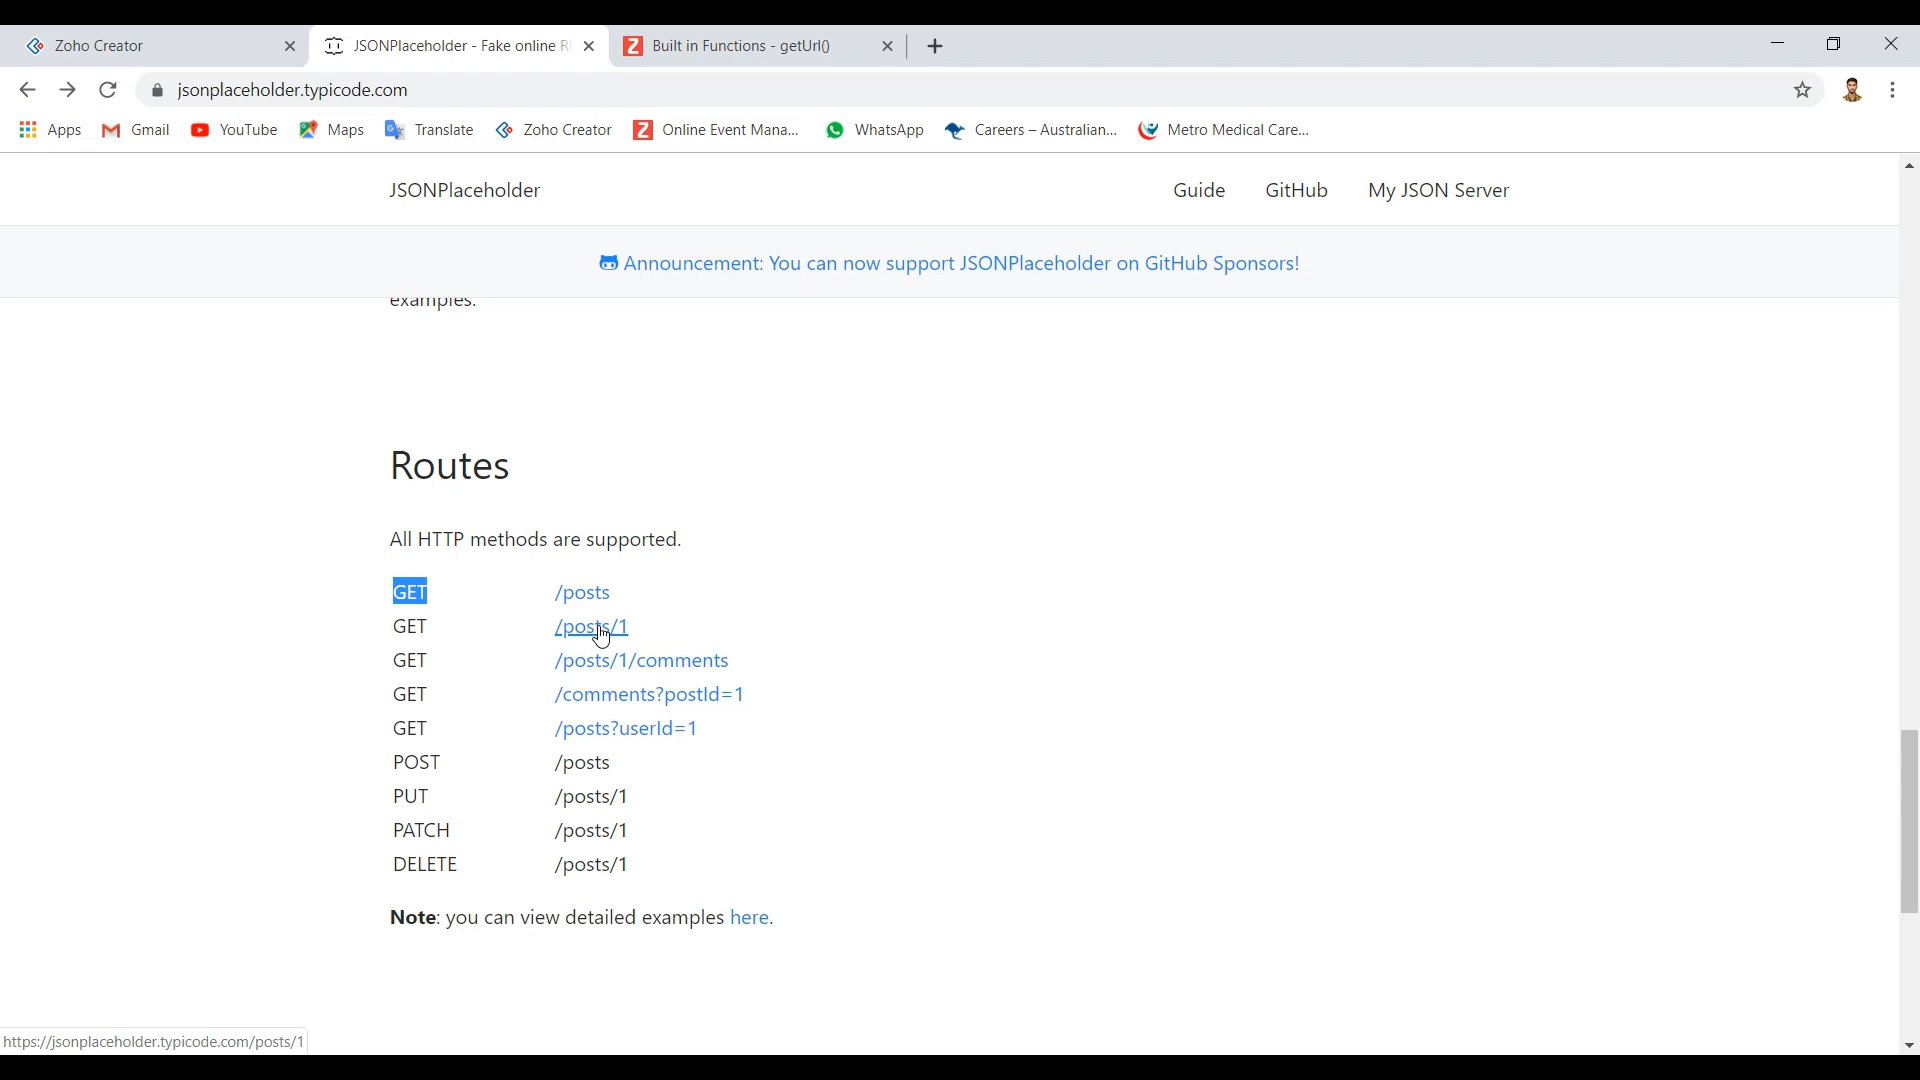 Zoho Creator
JSONPlaceholder - Fake online R
Built in Functions - getUrl()
jsonplaceholder.typicode.com
Apps
Gmail
YouTube
Maps
Translate
Zoho Creator
Online Event Mana...
WhatsApp
Careers – Australian...
Metro Medical Care...
JSONPlaceholder
Guide
GitHub
My JSON Server
Announcement: You can now support JSONPlaceholder on GitHub Sponsors!
examples.
Routes
All HTTP methods are supported.
GET /posts
GET /posts/1
GET /posts/1/comments
GET /comments?postId=1
GET /posts?userId=1
POST /posts
PUT /posts/1
PATCH /posts/1
DELETE /posts/1
Note: you can view detailed examples here.
https://jsonplaceholder.typicode.com/posts/1